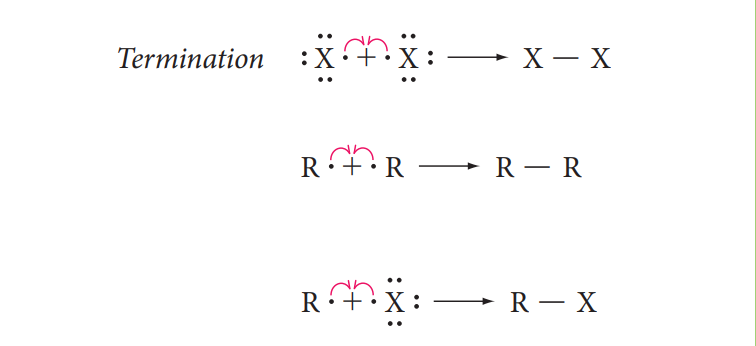 Termination :Ẍ· + ·Ẍ: ⟶ X — X
R· + ·R ⟶ R — R
R· + ·Ẍ: ⟶ R — X